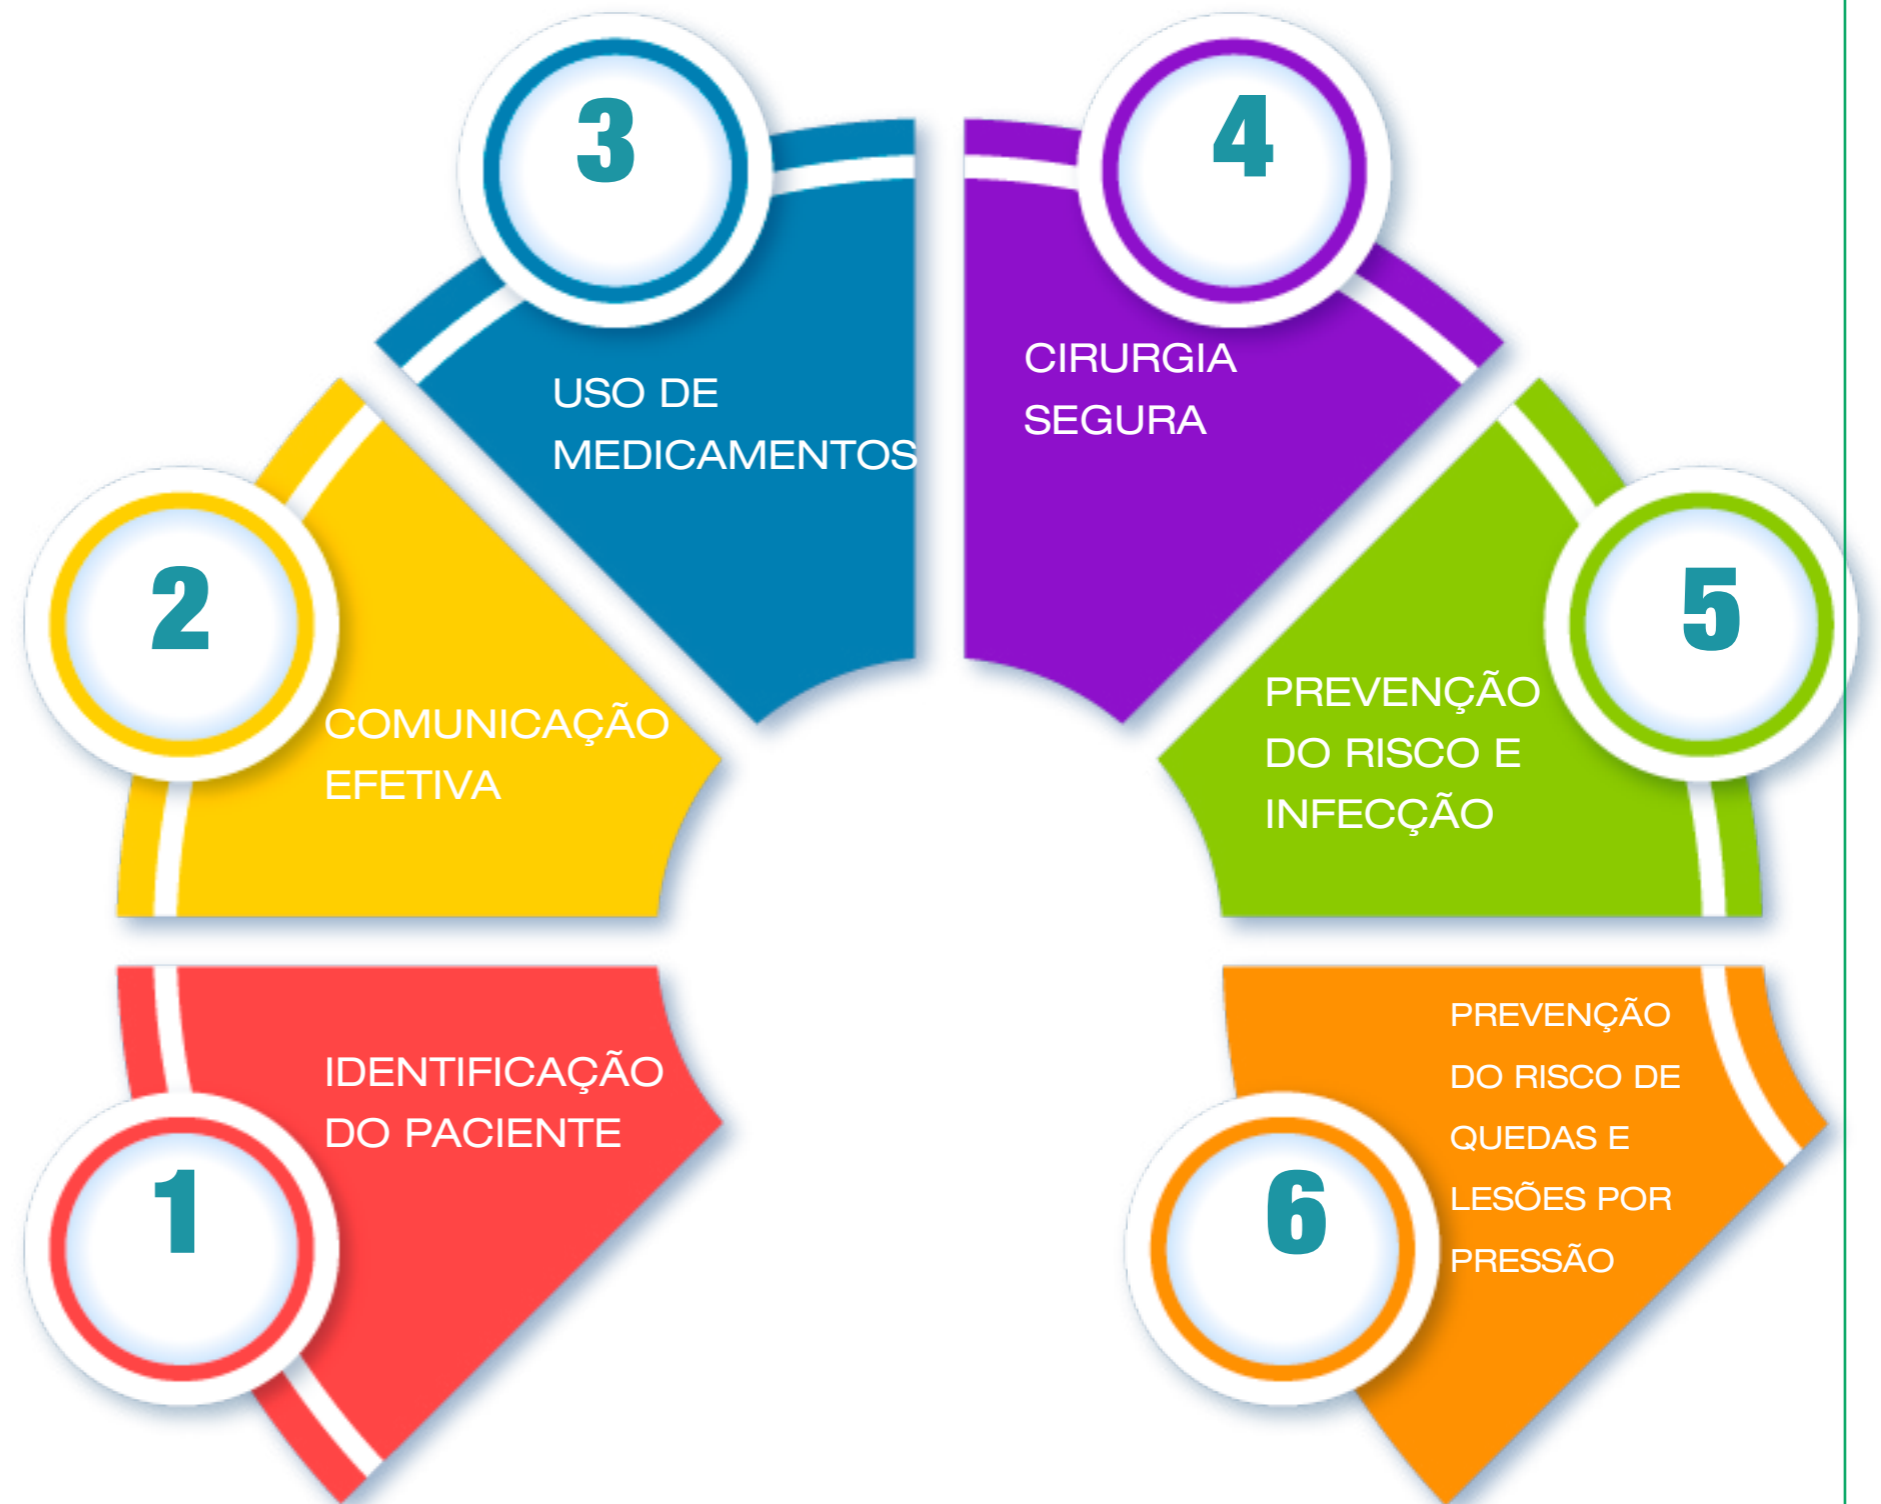 1
IDENTIFICAÇÃO
DO PACIENTE
2
COMUNICAÇÃO
EFETIVA
3
USO DE
MEDICAMENTOS
4
CIRURGIA
SEGURA
5
PREVENÇÃO
DO RISCO E
INFECÇÃO
6
PREVENÇÃO
DO RISCO DE
QUEDAS E
LESÕES POR
PRESSÃO